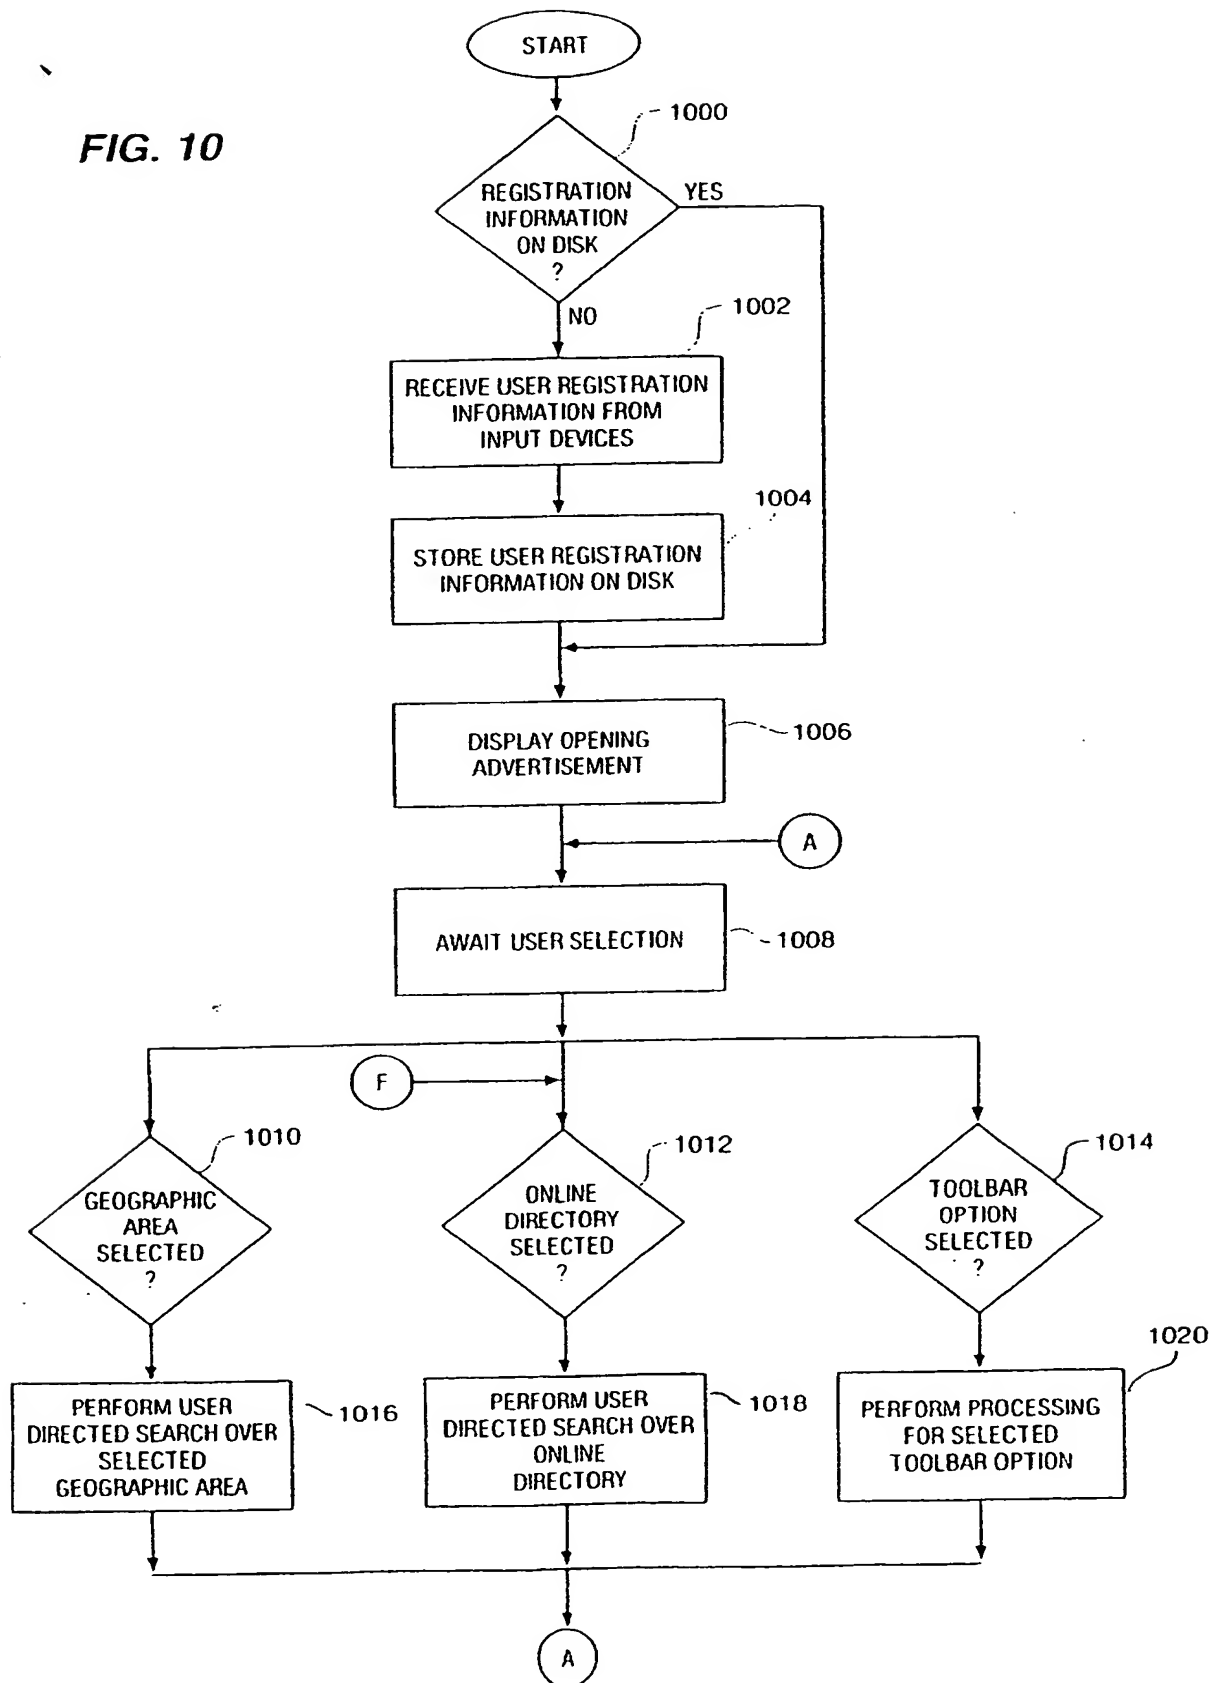 START
FIG. 10
1000
REGISTRATION
INFORMATION
ON DISK
?
YES
NO
1002
RECEIVE USER REGISTRATION
INFORMATION FROM
INPUT DEVICES
1004
STORE USER REGISTRATION
INFORMATION ON DISK
1006
DISPLAY OPENING
ADVERTISEMENT
A
AWAIT USER SELECTION
1008
F
1010
GEOGRAPHIC
AREA
SELECTED
?
1012
ONLINE
DIRECTORY
SELECTED
?
1014
TOOLBAR
OPTION
SELECTED
?
PERFORM USER
DIRECTED SEARCH OVER
SELECTED
GEOGRAPHIC AREA
1016
PERFORM USER
DIRECTED SEARCH OVER
ONLINE
DIRECTORY
1018
1020
PERFORM PROCESSING
FOR SELECTED
TOOLBAR OPTION
A